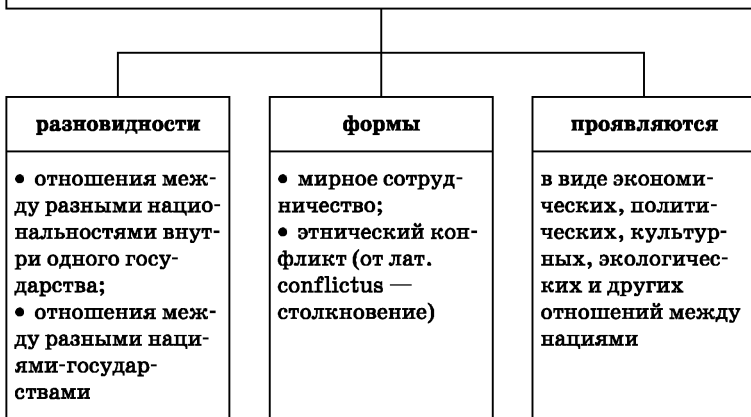 разновидности
• отношения меж-
ду разными нацио-
нальностями внут-
ри одного госу-
дарства;
• отношения меж-
ду разными наци-
ями-государ-
ствами
формы
• мирное сотруд-
ничество;
• этнический кон-
фликт (от лат.
conflictus —
столкновение)
проявляются
в виде экономи-
ческих, полити-
ческих, культур-
ных, экологичес-
ких и других
отношений между
нациями